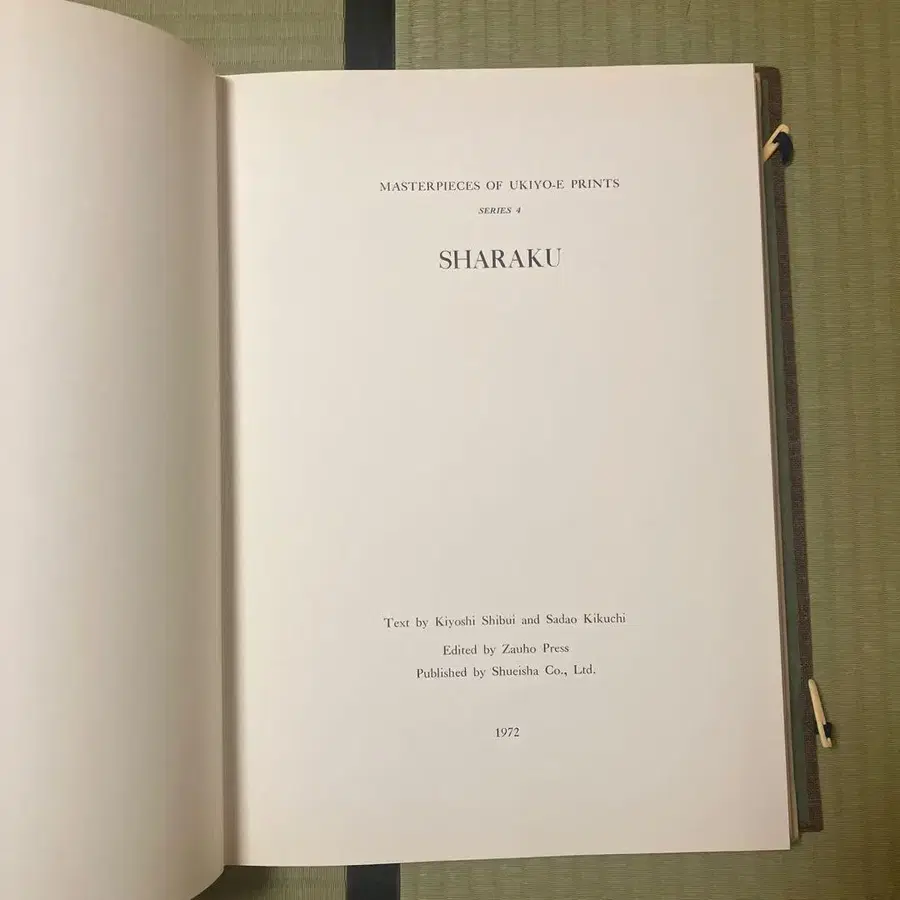 MASTERPIECES OF UKIYO-E PRINTS
SERIES 4
SHARAKU
Text by Kiyoshi Shibui and Sadao Kikuchi
Edited by Zauho Press
Published by Shueisha Co., Ltd.
1972